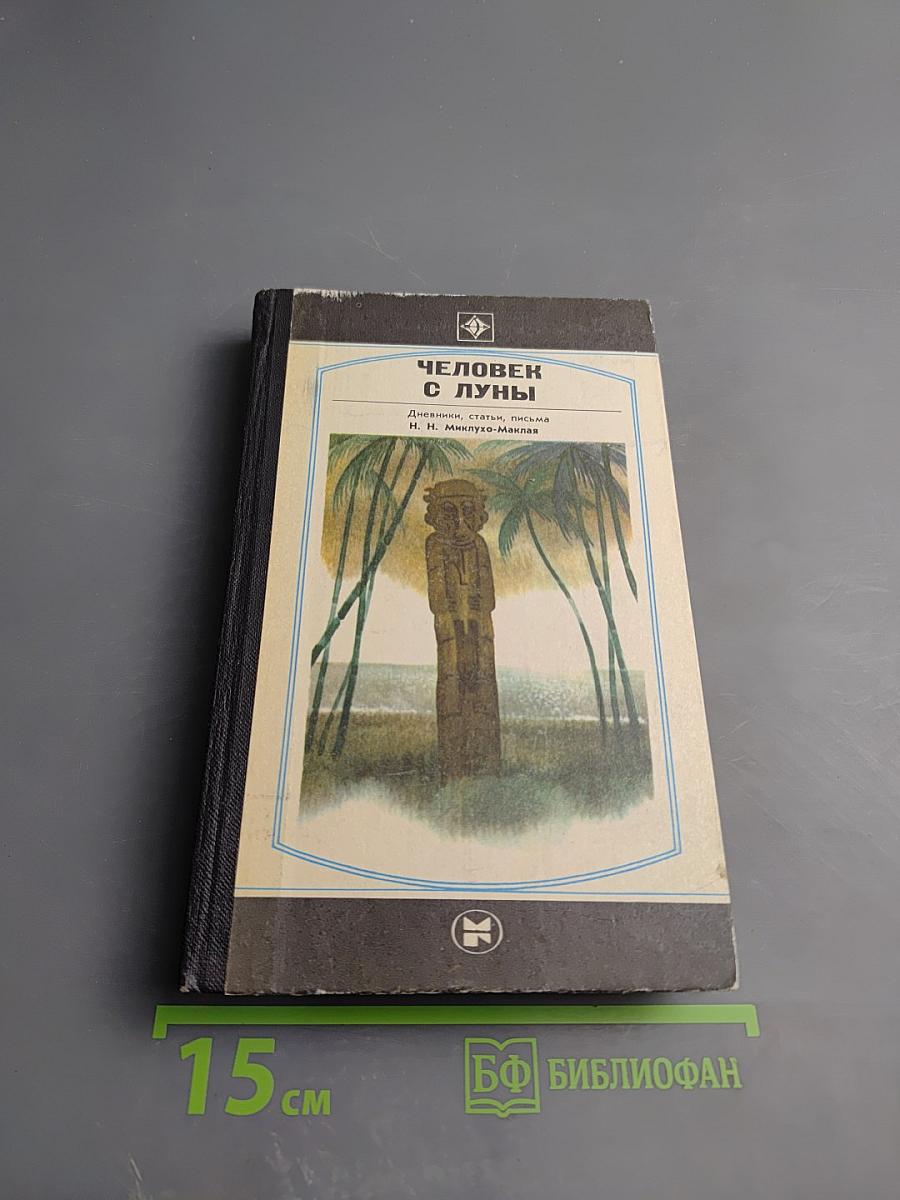 ЧЕЛОВЕК
С ЛУНЫ
Дневники, статьи, письма
Н. Н. Миклухо-Маклая
15 см
БФ БИБЛИОФАН